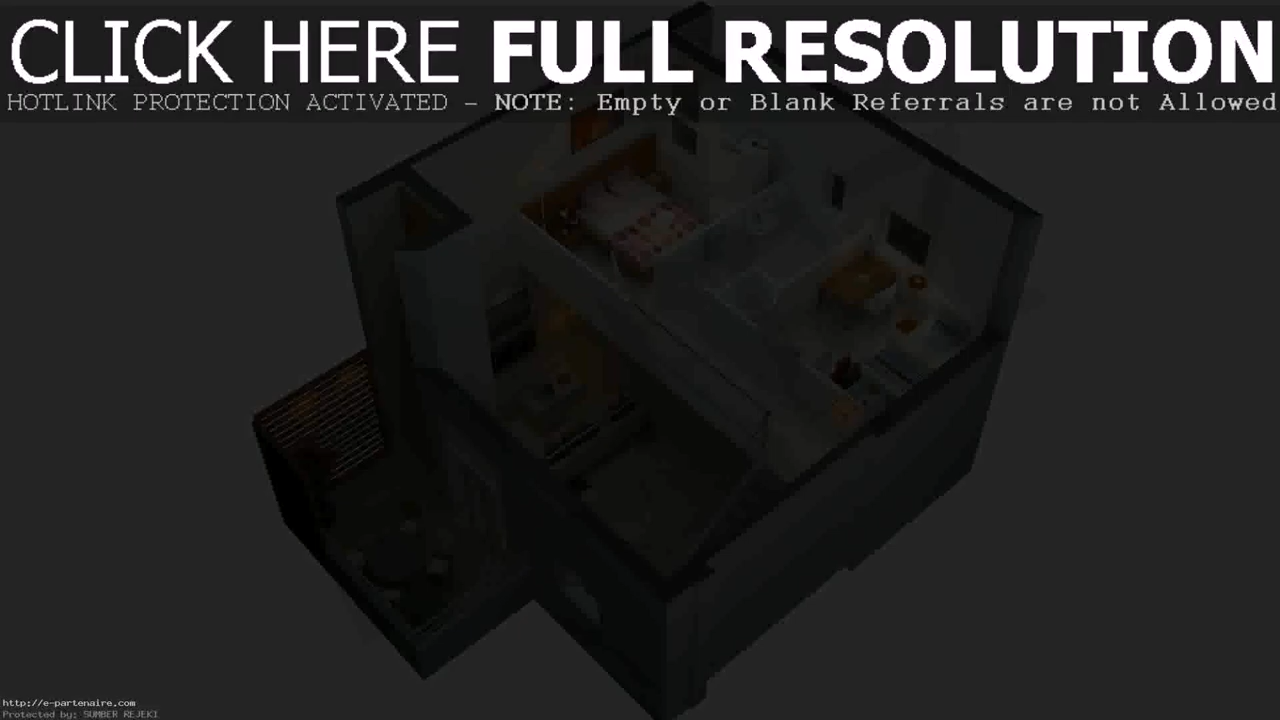 CLICK HERE FULL RESOLUTION
HOTLINK PROTECTION ACTIVATED – NOTE: Empty or Blank Referrals are not Allowed
http://e-partenaire.com
Protected by: SUMBER REJEKI